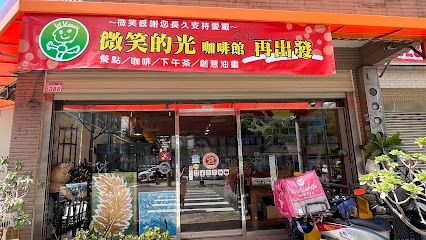 ～微笑感謝您長久支持愛戴～
微笑的光 咖啡館 再出發
餐點/咖啡/下午茶/創意油畫
foodpanda